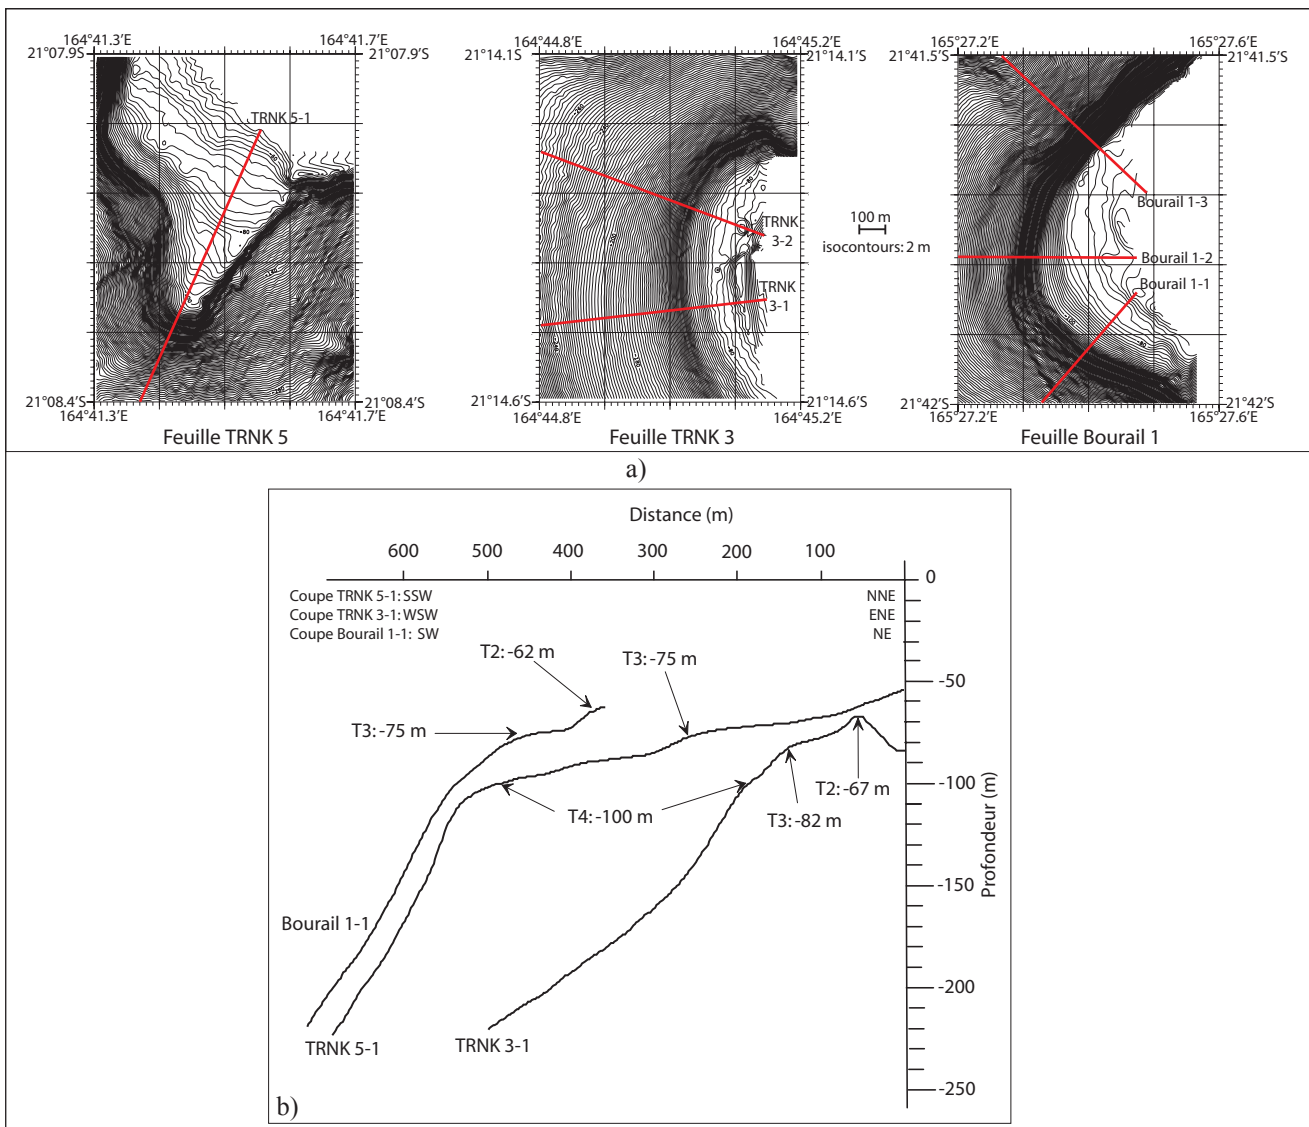 164°41.3'E
164°41.7'E
21°07.9'S
21°07.9'S
TRNK 5-1
21°08.4'S
21°08.4'S
164°41.3'E
164°41.7'E
Feuille TRNK 5
164°44.8'E
165°45.2'E
21°14.1'S
21°14.1'S
TRNK
3-2
TRNK
3-1
21°14.6'S
21°14.6'S
164°44.8'E
164°45.2'E
Feuille TRNK 3
100 m
isocontours: 2 m
165°27.2'E
165°27.6'E
21°41.5'S
21°41.5'S
Bourail 1-3
Bourail 1-2
Bourail 1-1
21°42'S
21°42'S
165°27.2'E
165°27.6'E
Feuille Bourail 1
a)
Distance (m)
600 500 400 300 200 100
0
Coupe TRNK 5-1: SSW
NNE
Coupe TRNK 3-1: WSW
ENE
Coupe Bourail 1-1: SW
NE
T2: -62 m
T3: -75 m
T3: -75 m
-50
T4: -100 m
T2: -67 m
T3: -82 m
-100
Profondeur (m)
-150
-200
-250
Bourail 1-1
TRNK 5-1
TRNK 3-1
b)